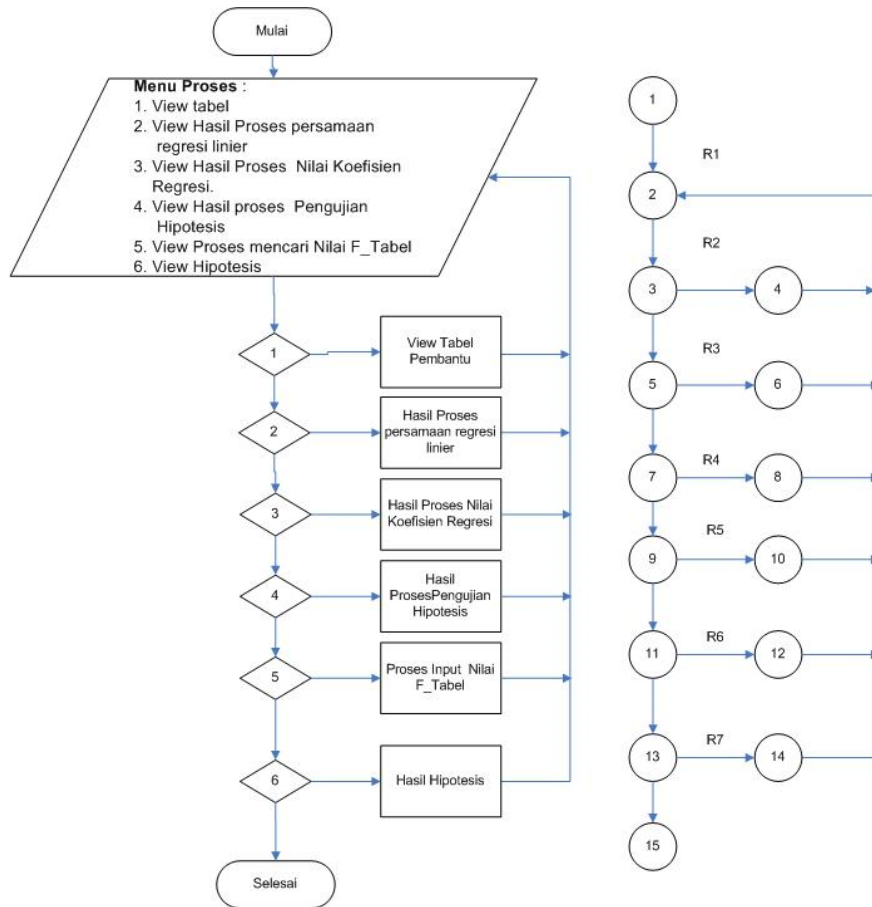 Mulai
Menu Proses :
1. View tabel
2. View Hasil Proses persamaan
regresi linier
3. View Hasil Proses Nilai Koefisien
Regresi.
4. View Hasil proses Pengujian
Hipotesis
5. View Proses mencari Nilai F_Tabel
6. View Hipotesis
1
View Tabel
Pembantu
2
Hasil Proses
persamaan regresi
linier
3
Hasil Proses Nilai
Koefisien Regresi
4
Hasil
ProsesPengujian
Hipotesis
5
Proses Input Nilai
F_Tabel
6
Hasil Hipotesis
Selesai
1
R1
2
R2
3
4
R3
5
6
R4
7
8
R5
9
10
R6
11
12
R7
13
14
15